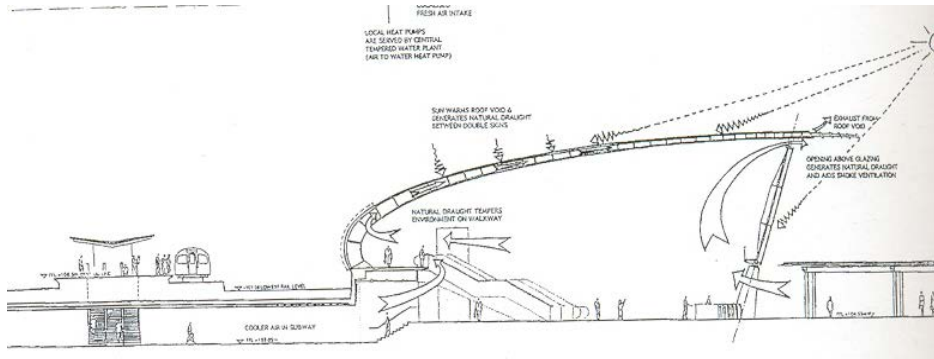 FRESH AIR INTAKE
LOCAL HEAT PUMPS
ARE SERVED BY CENTRAL
TEMPERED WATER PLANT
(AIR TO WATER HEAT PUMP)
SUN WARMS ROOF VOID &
GENERATES NATURAL DRAUGHT
BETWEEN DOUBLE SKINS
EXHAUST FROM
ROOF VOID
OPENING ABOVE GLAZING
GENERATES NATURAL DRAUGHT
AND AIDS SMOKE VENTILATION
NATURAL DRAUGHT TEMPERS
ENVIRONMENT ON WALKWAY
COOLER AIR IN SUBWAY